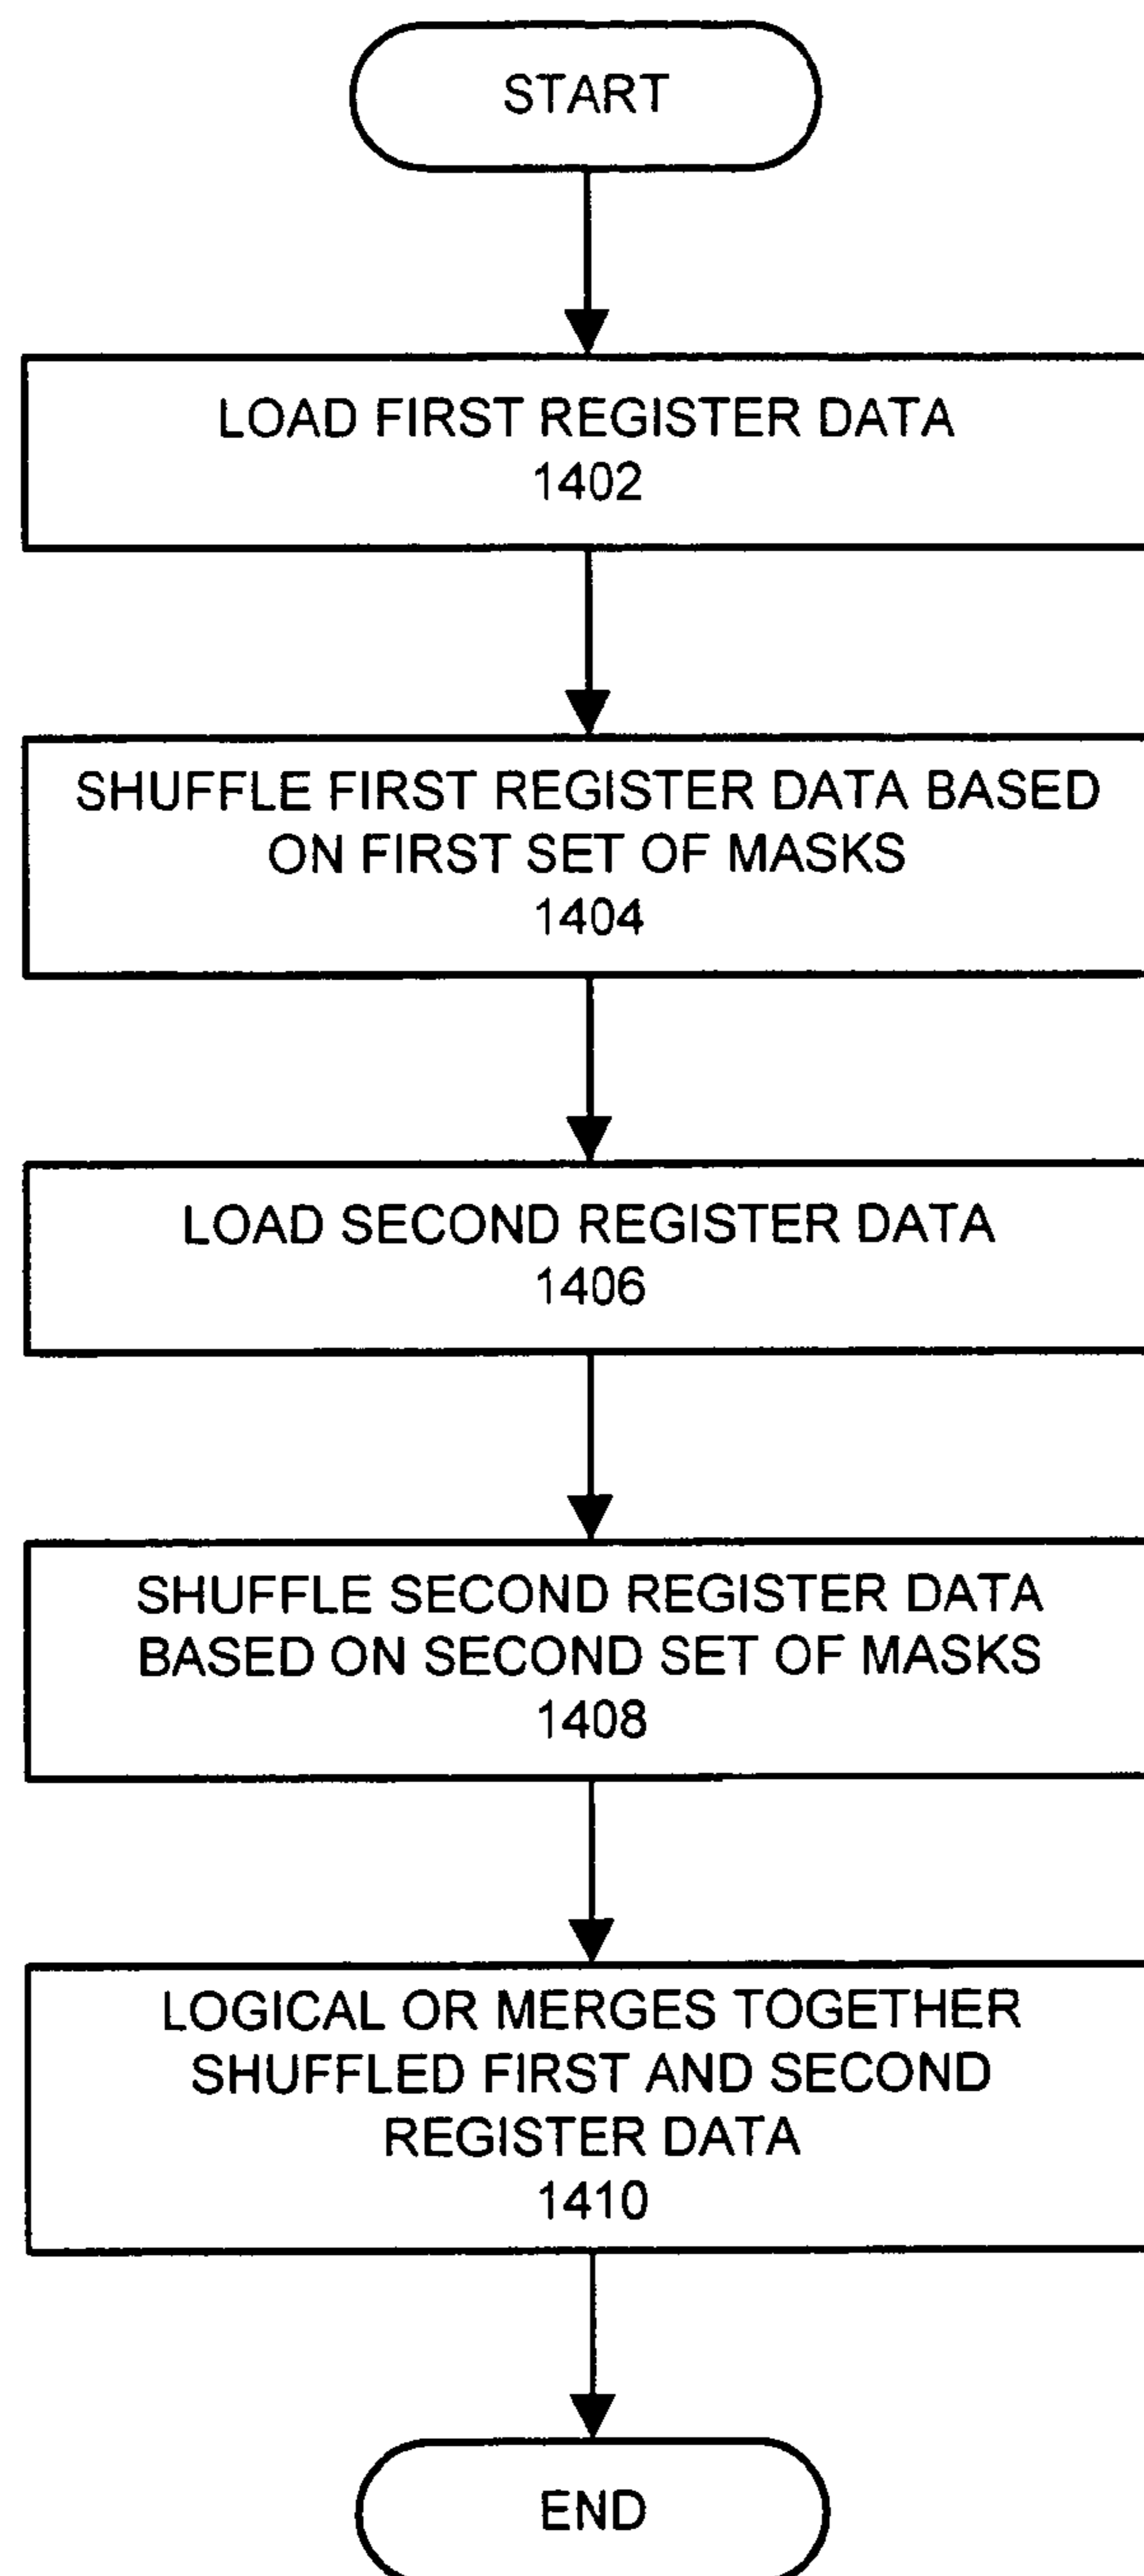 START
LOAD FIRST REGISTER DATA
1402
SHUFFLE FIRST REGISTER DATA BASED
ON FIRST SET OF MASKS
1404
LOAD SECOND REGISTER DATA
1406
SHUFFLE SECOND REGISTER DATA
BASED ON SECOND SET OF MASKS
1408
LOGICAL OR MERGES TOGETHER
SHUFFLED FIRST AND SECOND
REGISTER DATA
1410
END